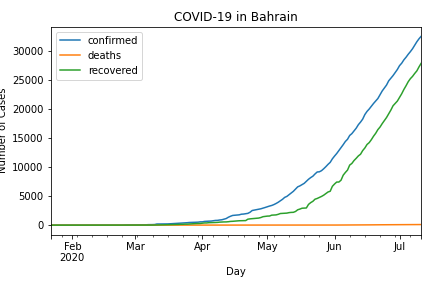 COVID-19 in Bahrain
confirmed
deaths
recovered
30000
25000
20000
15000
10000
5000
0
Number of Cases
Feb
2020
Mar
Apr
May
Jun
Jul
Day